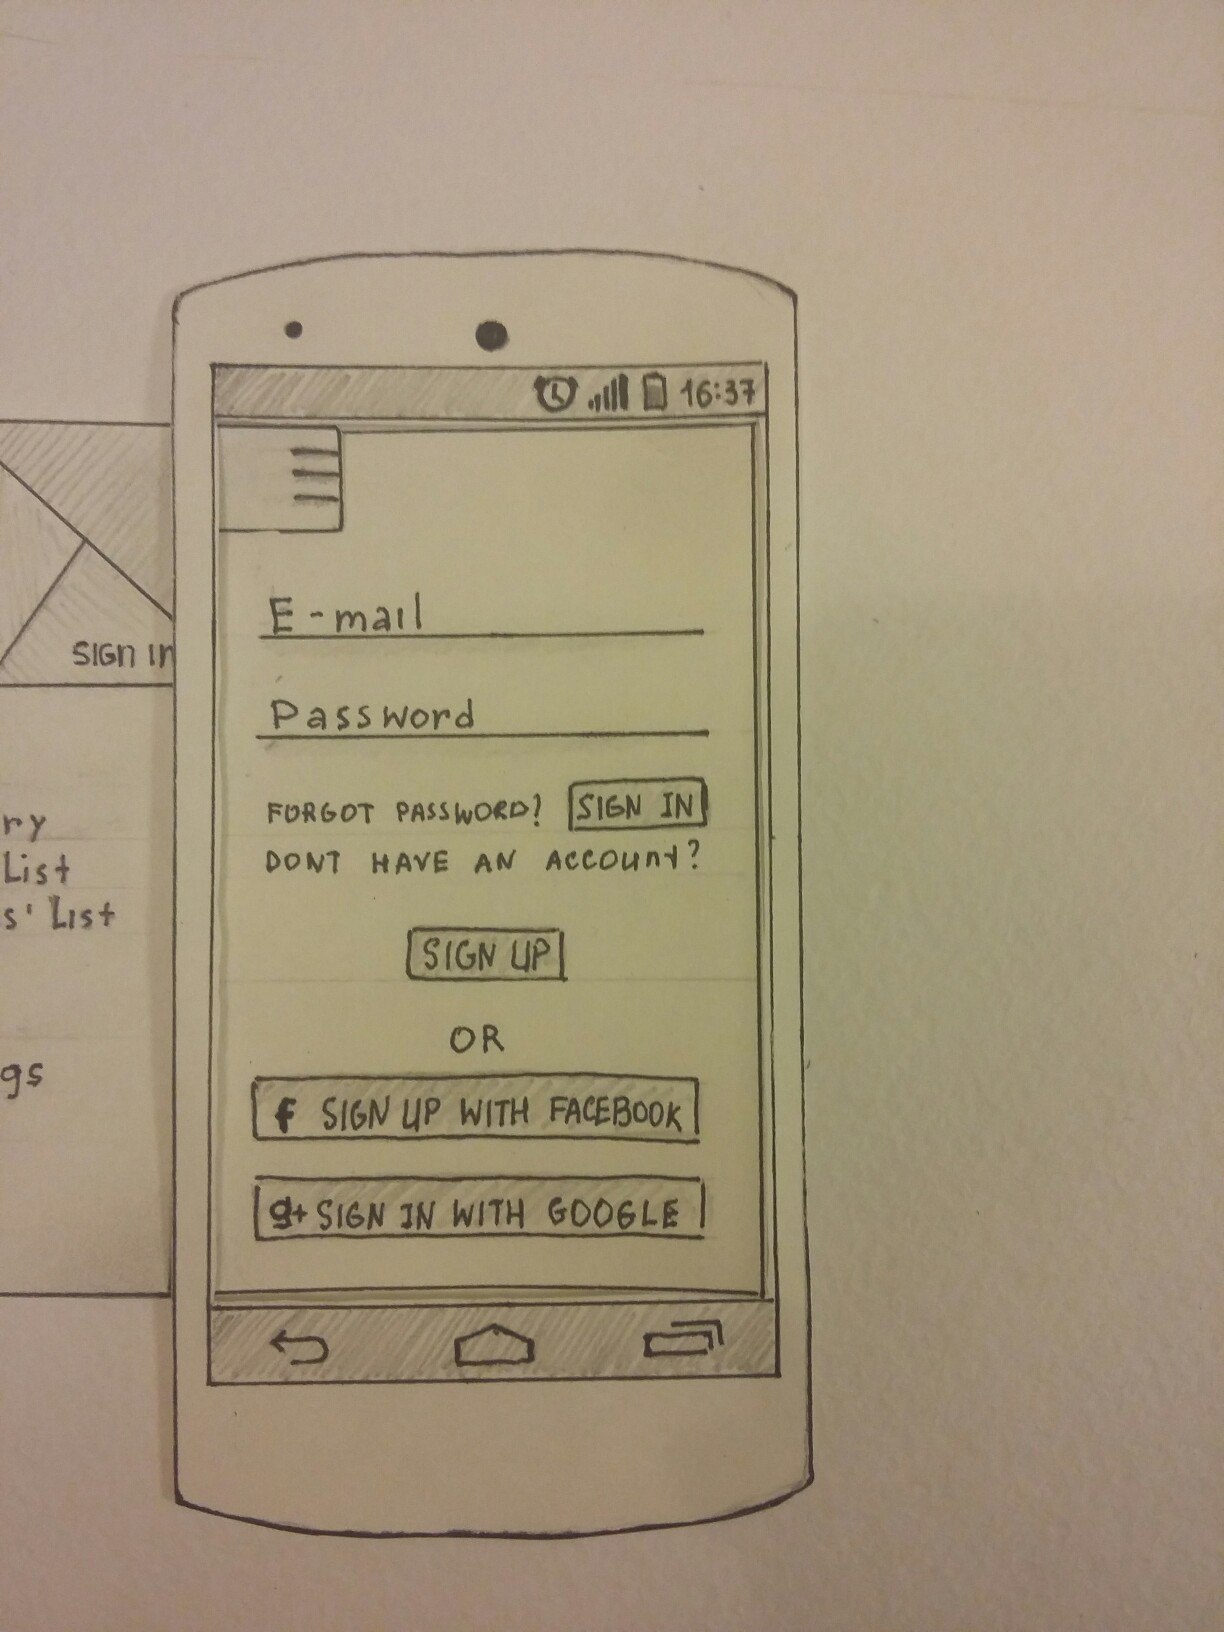 16:37
E-mail
Password
FORGOT PASSWORD? SIGN IN
DONT HAVE AN ACCOUNT?
SIGN UP
OR
f SIGN UP WITH FACEBOOK
g+ SIGN IN WITH GOOGLE
SIGN IN
ry
List
s' List
gs